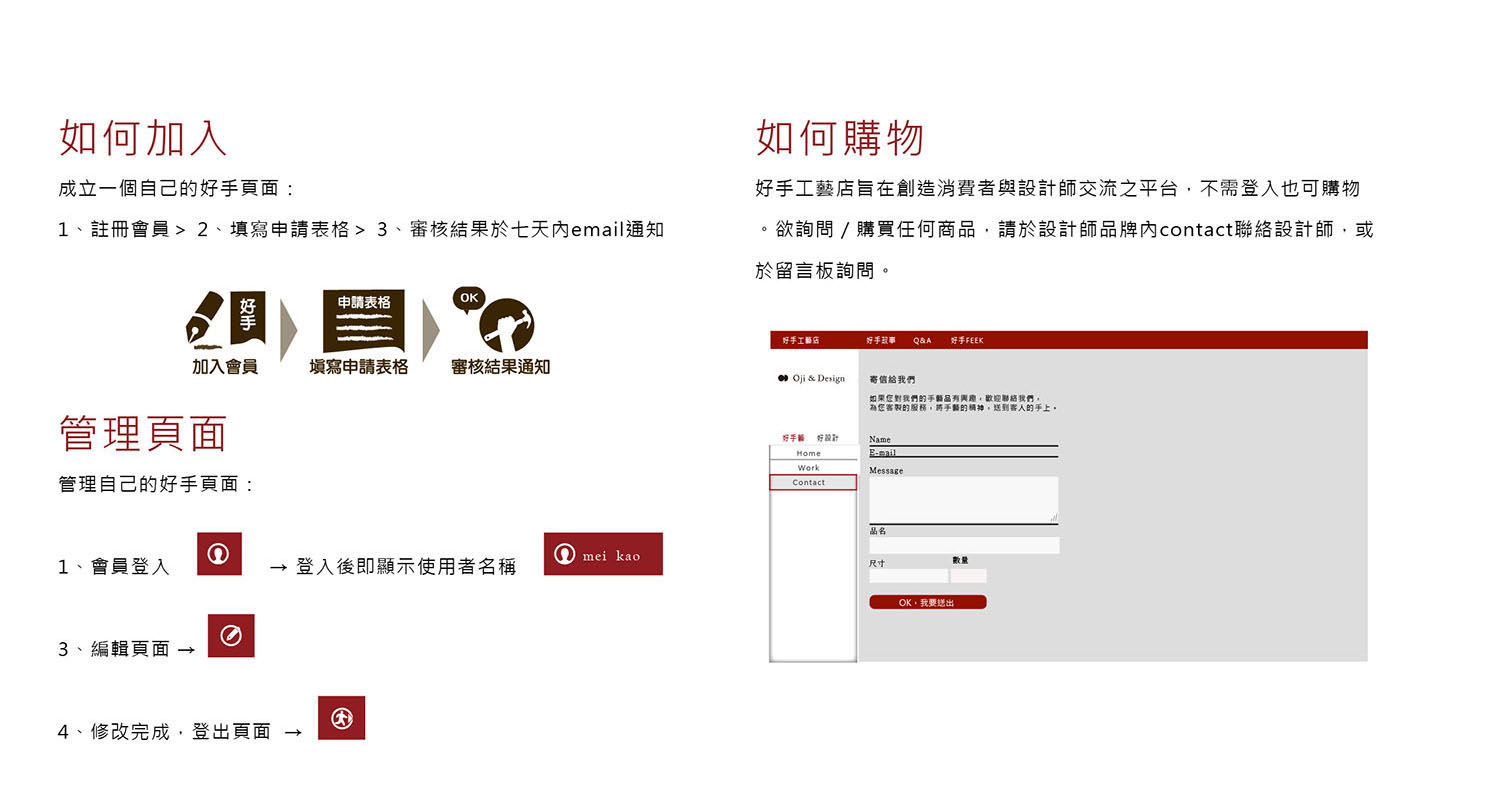 如何加入
成立一個自己的好手頁面：
1、註冊會員＞ 2、填寫申請表格＞ 3、審核結果於七天內email通知
好手
申請表格
OK
加入會員
填寫申請表格
審核結果通知
管理頁面
管理自己的好手頁面：
1、會員登入 → 登入後即顯示使用者名稱 mei kao
3、編輯頁面 →
4、修改完成，登出頁面 →
如何購物
好手工藝店旨在創造消費者與設計師交流之平台，不需登入也可購物
。欲詢問／購買任何商品，請於設計師品牌內contact聯絡設計師，或
於留言板詢問。
好手工藝店 好手故事 Q&A 好手FEEK
Oji & Design
寄信給我們
如果您對我們的手藝品有興趣，歡迎聯絡我們，
為您客製的服務，將手藝的精神，送到客人的手上。
好手藝 好設計
Home
Work
Contact
Name
E-mail
Message
品名
尺寸 數量
OK，我要送出